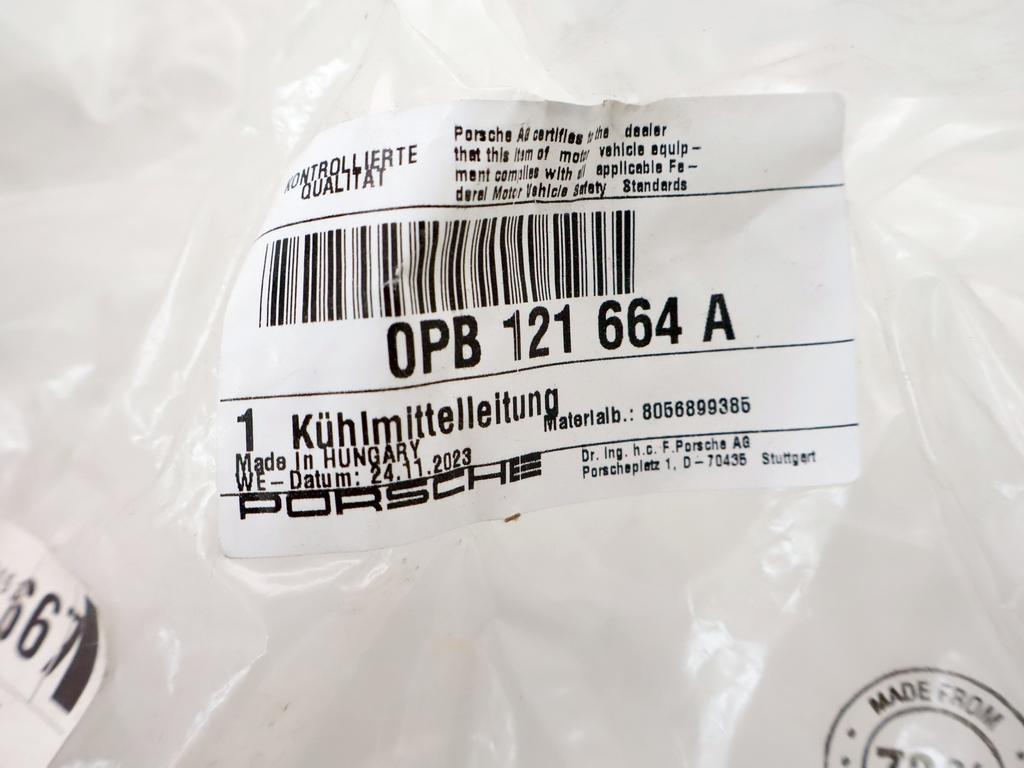 KONTROLLIERTE
QUALITÄT
Porsche AG certifies to the dealer
that this item of motor vehicle equip-
ment complies with all applicable Fe-
deral Motor Vehicle Safety Standards
0PB 121 664 A
1 Kühlmittelleitung
Materialb.: 8056899385
Made in HUNGARY
WE-Datum: 24.11.2023
PORSCHE
Dr. Ing. h.c. F.Porsche AG
Porscheplatz 1, D-70435 Stuttgart
667
MADE FROM